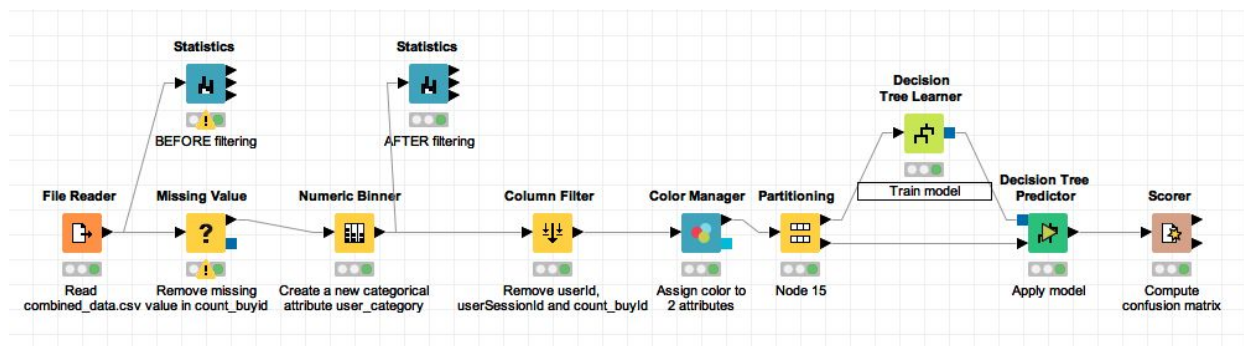 Statistics
BEFORE filtering
Statistics
AFTER filtering
Decision
Tree Learner
Train model
File Reader
Read
combined_data.csv
Missing Value
Remove missing
value in count_buyid
Numeric Binner
Create a new categorical
attribute user_category
Column Filter
Remove userId,
userSessionId and count_buyId
Color Manager
Assign color to
2 attributes
Partitioning
Node 15
Decision Tree
Predictor
Apply model
Scorer
Compute
confusion matrix